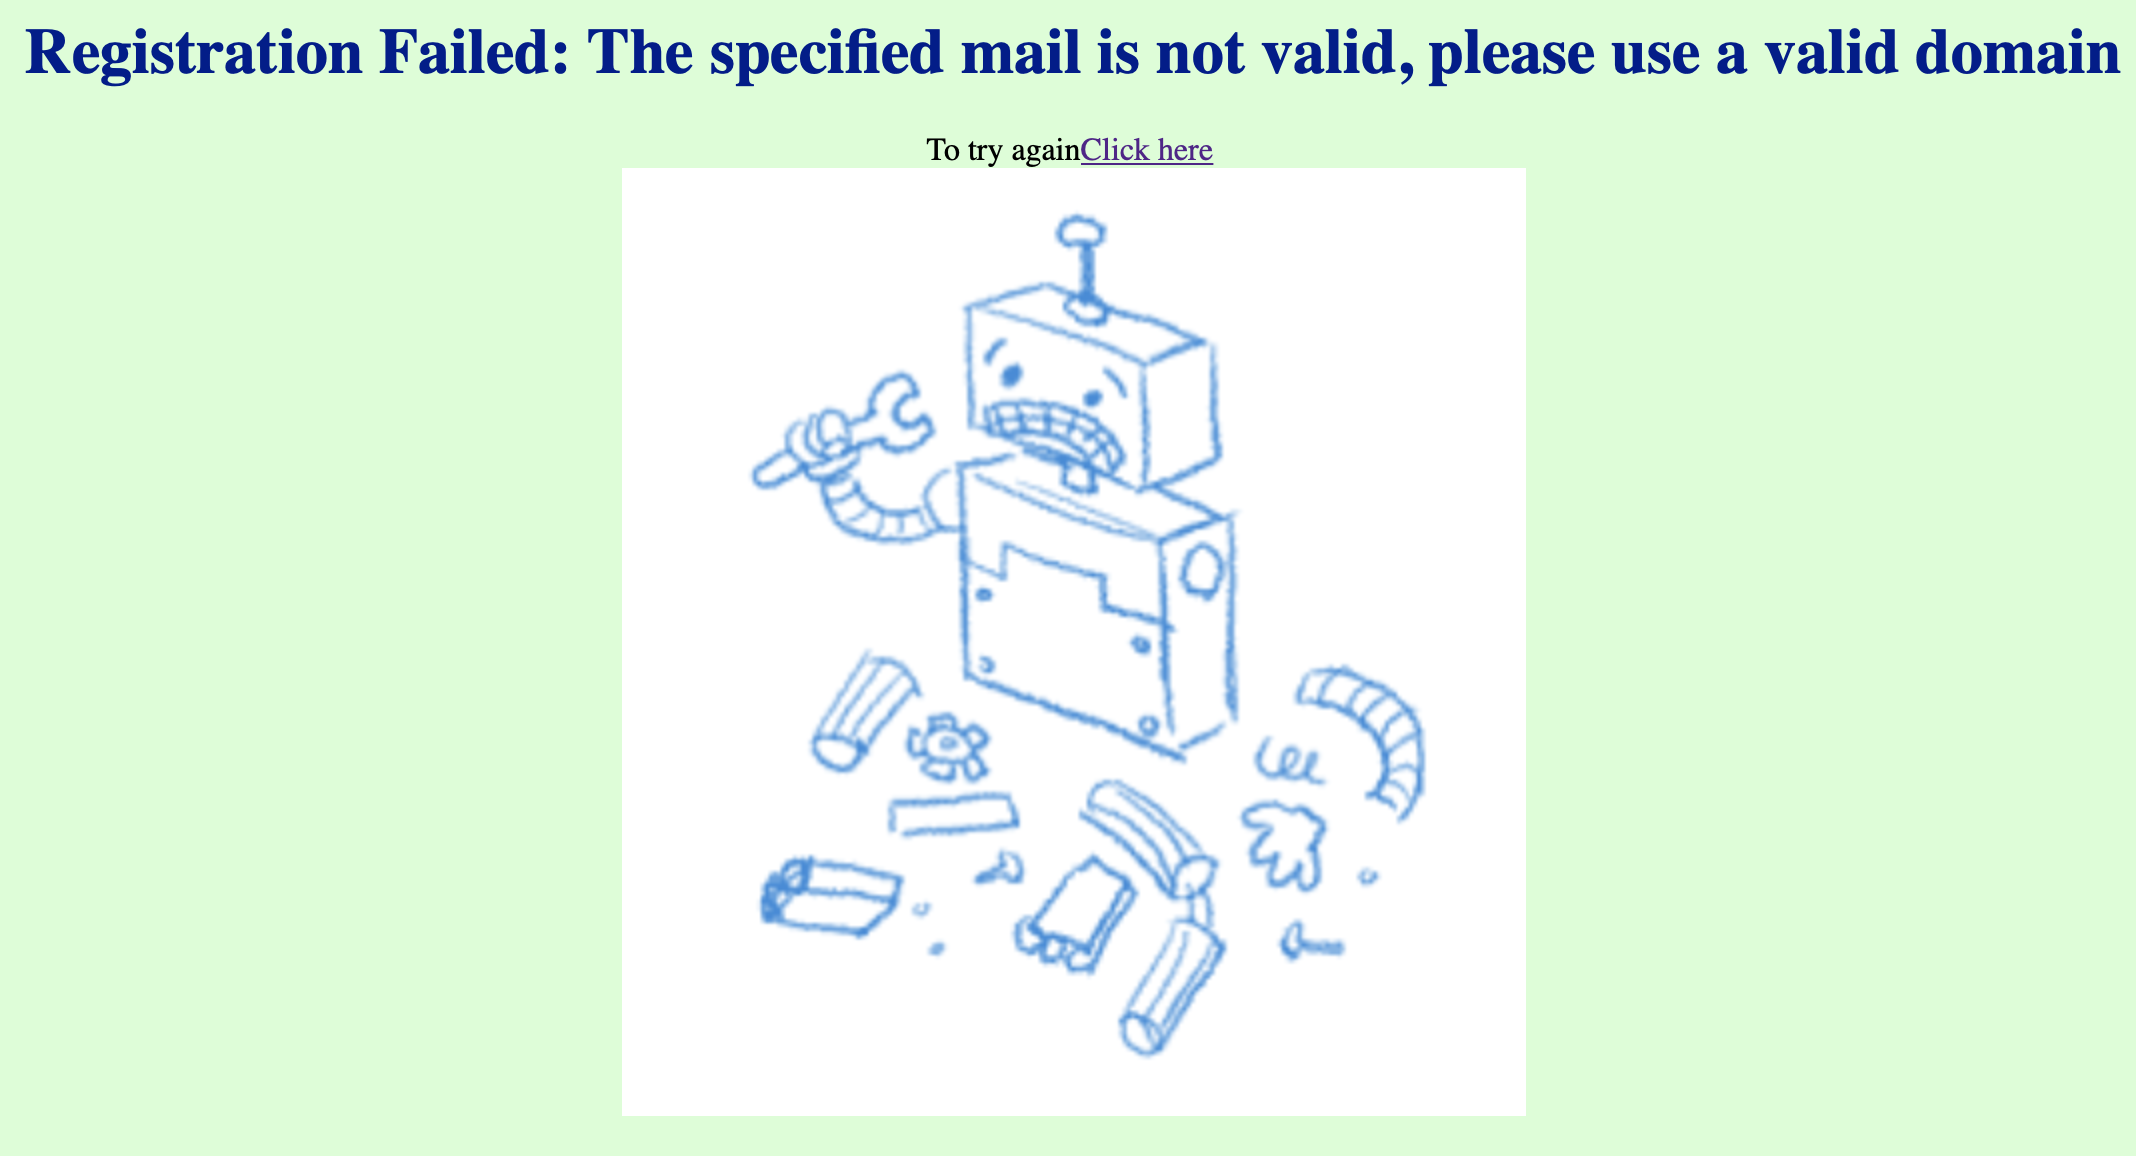 Registration Failed: The specified mail is not valid, please use a valid domain
To try againClick here